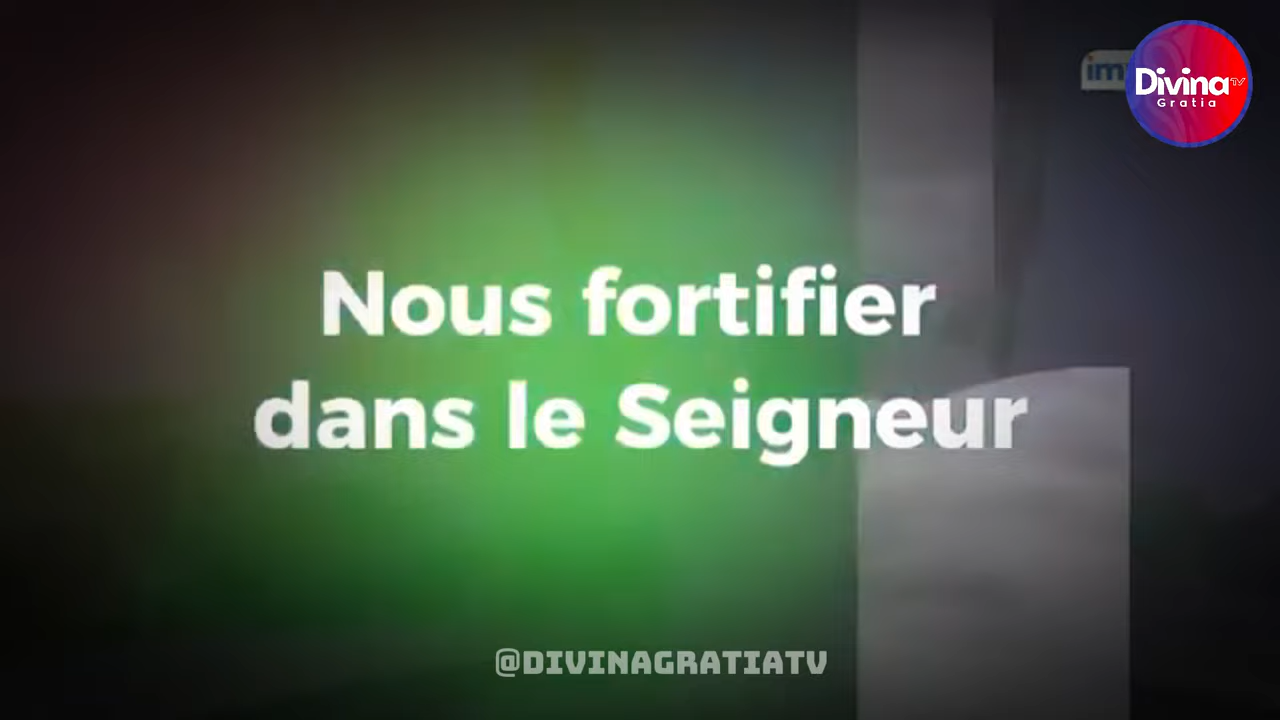 Divina TV
Gratia
Nous fortifier
dans le Seigneur
@DIVINAGRATIATV